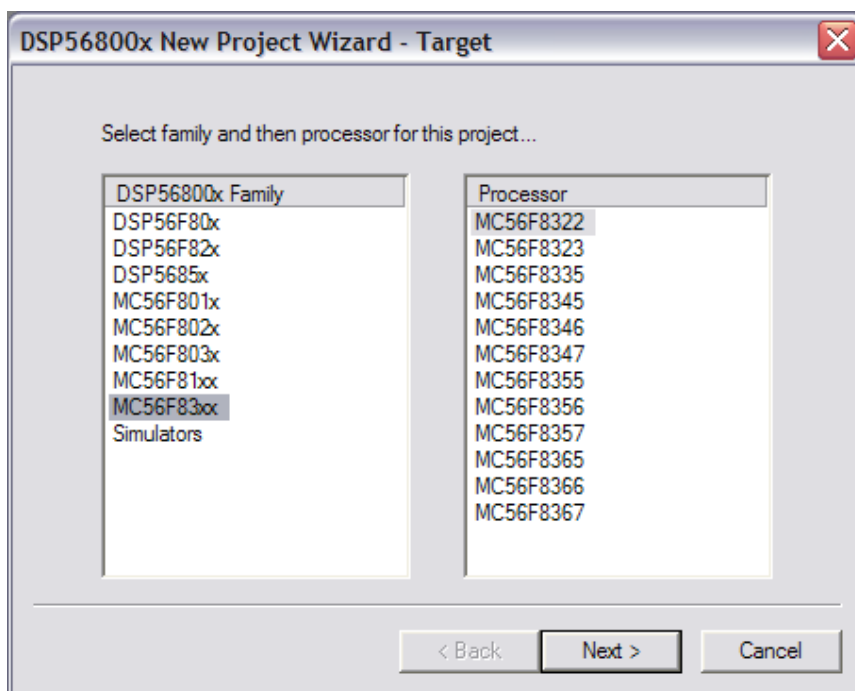 DSP56800x New Project Wizard - Target
Select family and then processor for this project...
DSP56800x Family
DSP56F80x
DSP56F82x
DSP5685x
MC56F801x
MC56F802x
MC56F803x
MC56F81xx
MC56F83xx
Simulators
Processor
MC56F8322
MC56F8323
MC56F8335
MC56F8345
MC56F8346
MC56F8347
MC56F8355
MC56F8356
MC56F8357
MC56F8365
MC56F8366
MC56F8367
< Back
Next >
Cancel